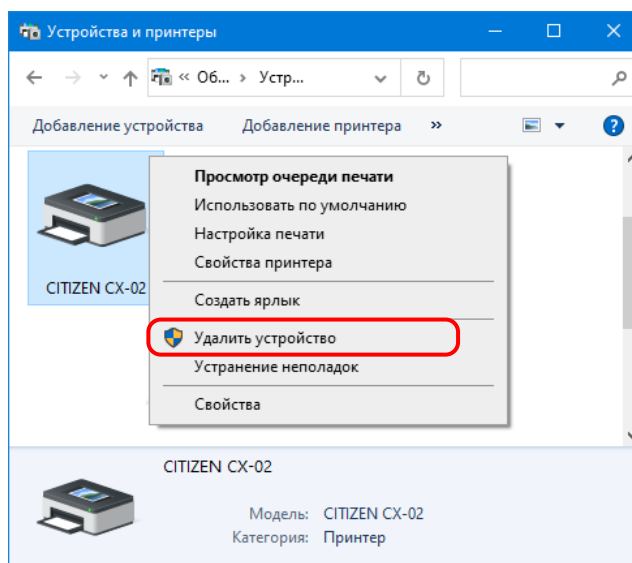 Устройства и принтеры
« Об... › Устр...
Добавление устройства Добавление принтера »
Просмотр очереди печати
Использовать по умолчанию
Настройка печати
Свойства принтера
Создать ярлык
Удалить устройство
Устранение неполадок
Свойства
CITIZEN CX-02
CITIZEN CX-02
Модель: CITIZEN CX-02
Категория: Принтер